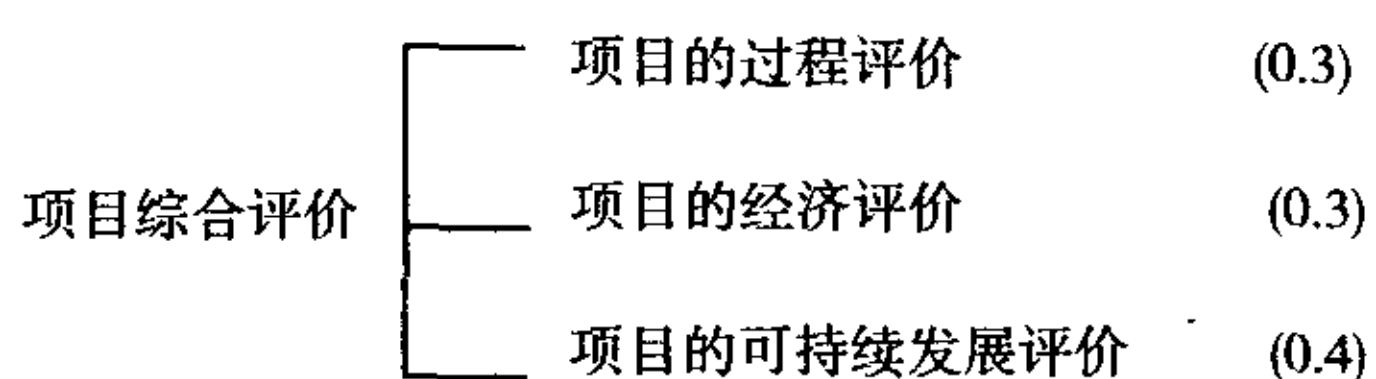 项目的过程评价 (0.3)
项目综合评价 项目的经济评价 (0.3)
项目的可持续发展评价 (0.4)